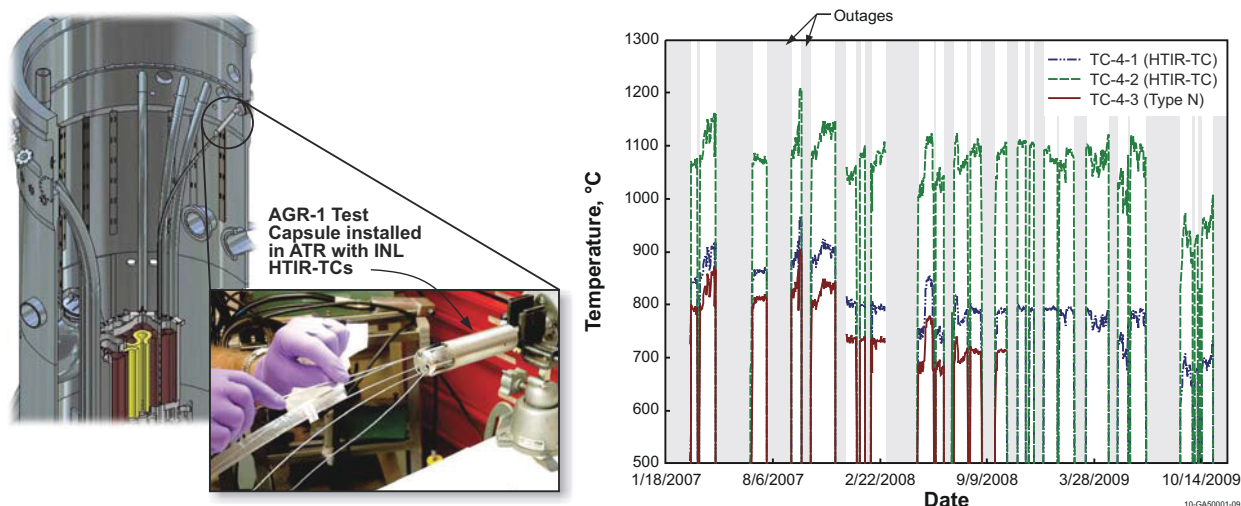 AGR-1 Test
Capsule installed
in ATR with INL
HTIR-TCs
Outages
1300
1200
1100
1000
900
800
700
600
500
Temperature, °C
TC-4-1 (HTIR-TC)
TC-4-2 (HTIR-TC)
TC-4-3 (Type N)
1/18/2007
8/6/2007
2/22/2008
9/9/2008
3/28/2009
10/14/2009
Date
10-GA50001-09